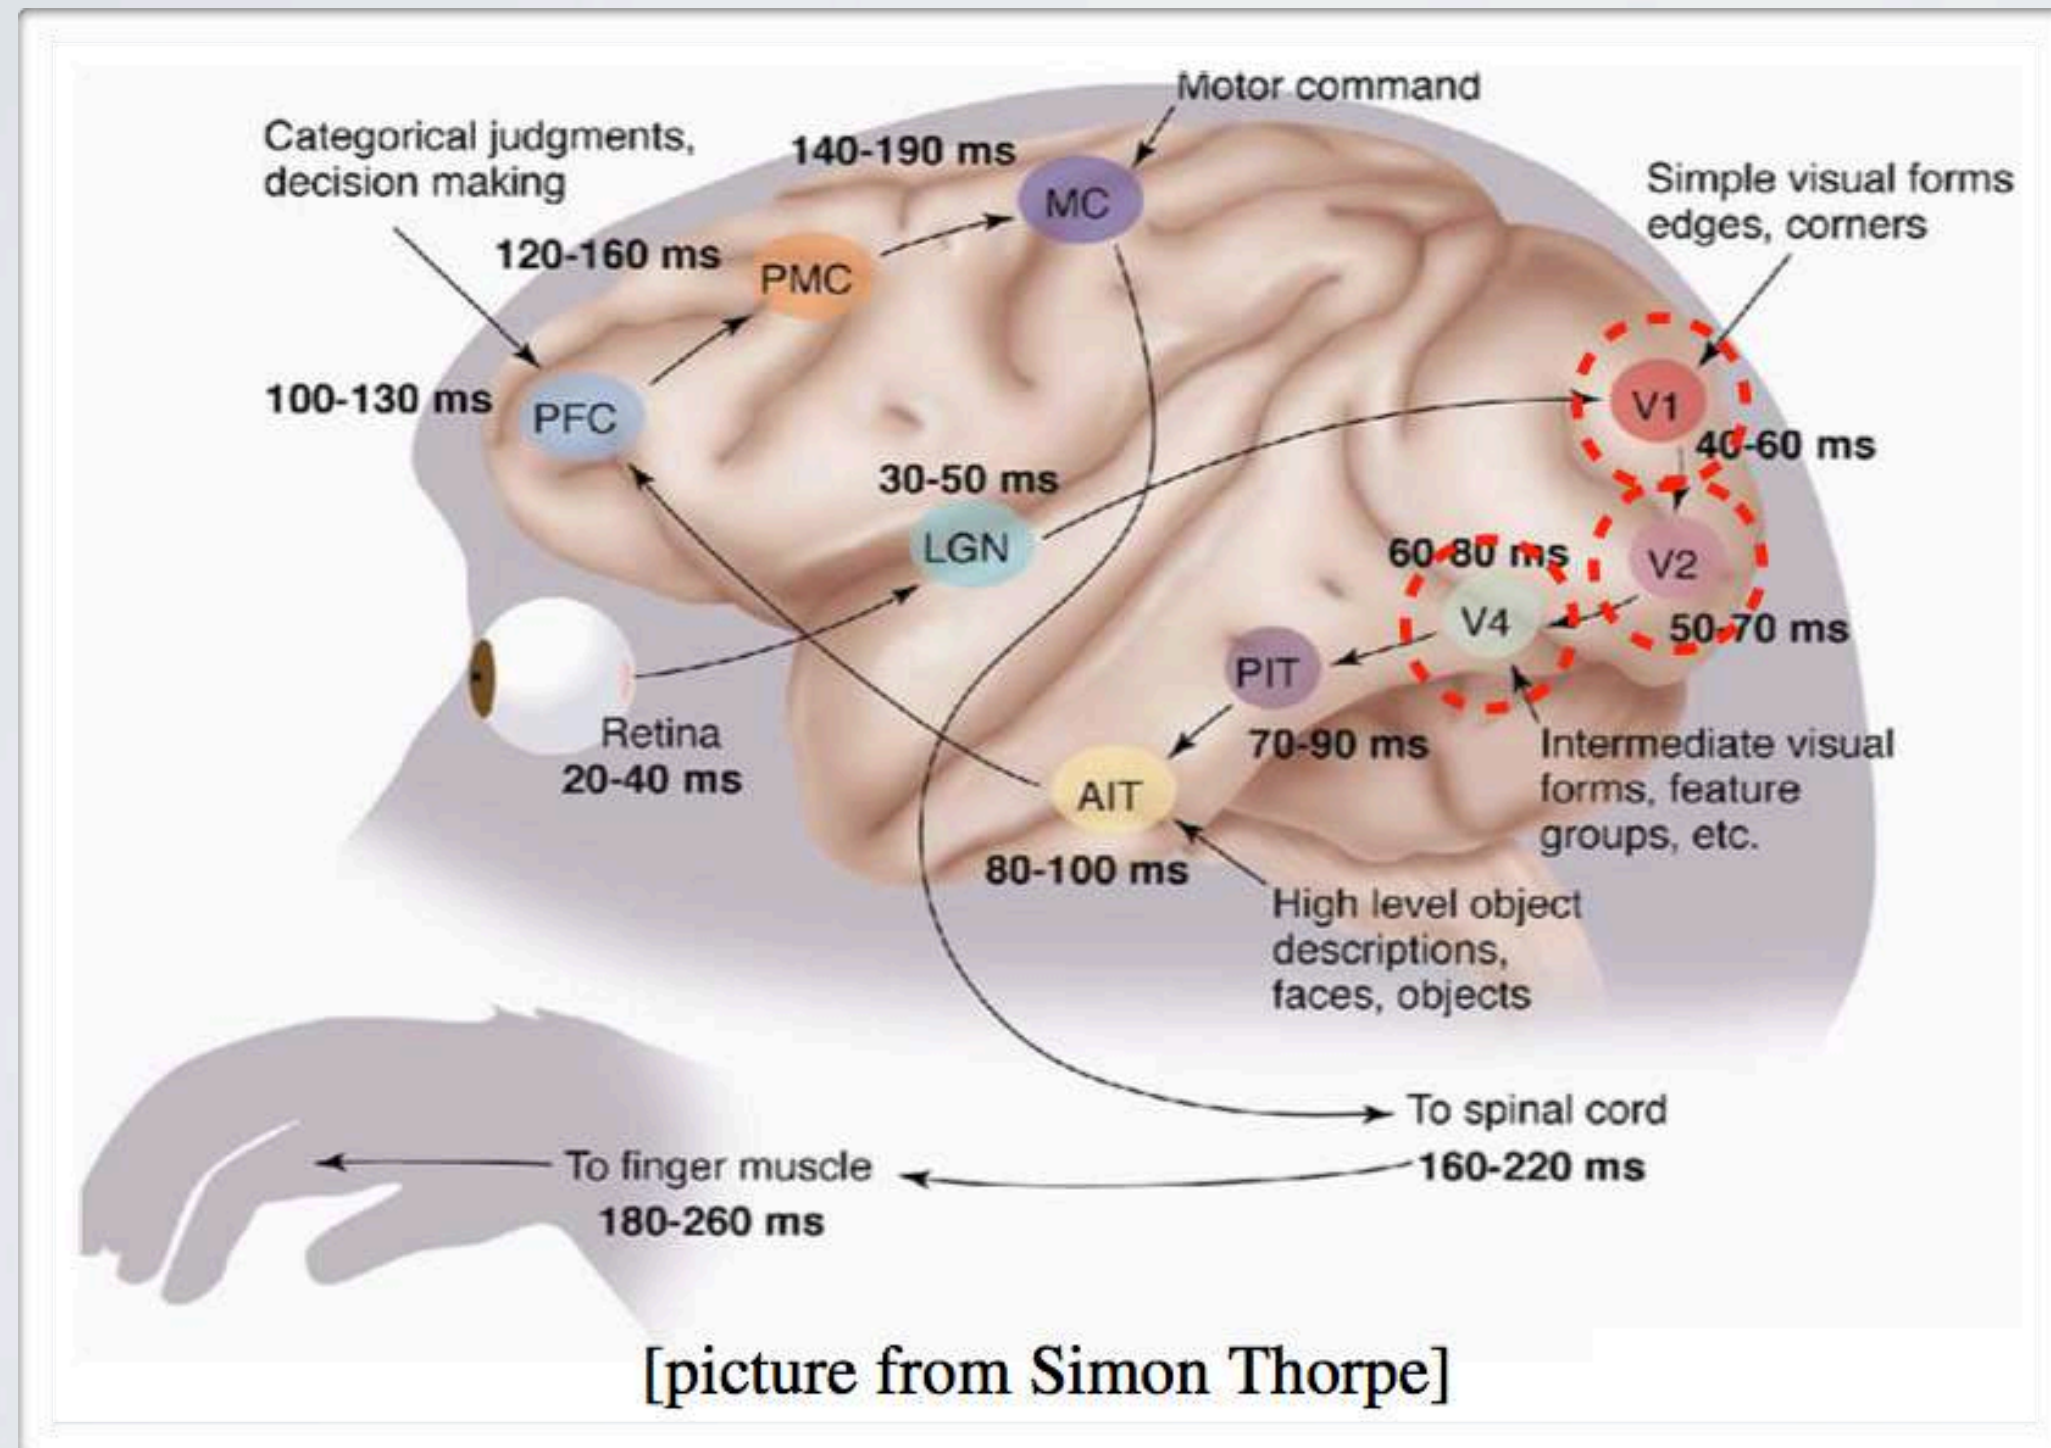 Motor command
Categorical judgments,
decision making
140-190 ms
MC
Simple visual forms
edges, corners
120-160 ms
PMC
100-130 ms
PFC
V1
40-60 ms
30-50 ms
LGN
60-80 ms
V2
V4
50-70 ms
PIT
Retina
20-40 ms
70-90 ms
Intermediate visual
forms, feature
groups, etc.
AIT
80-100 ms
High level object
descriptions,
faces, objects
To spinal cord
160-220 ms
To finger muscle
180-260 ms
[picture from Simon Thorpe]